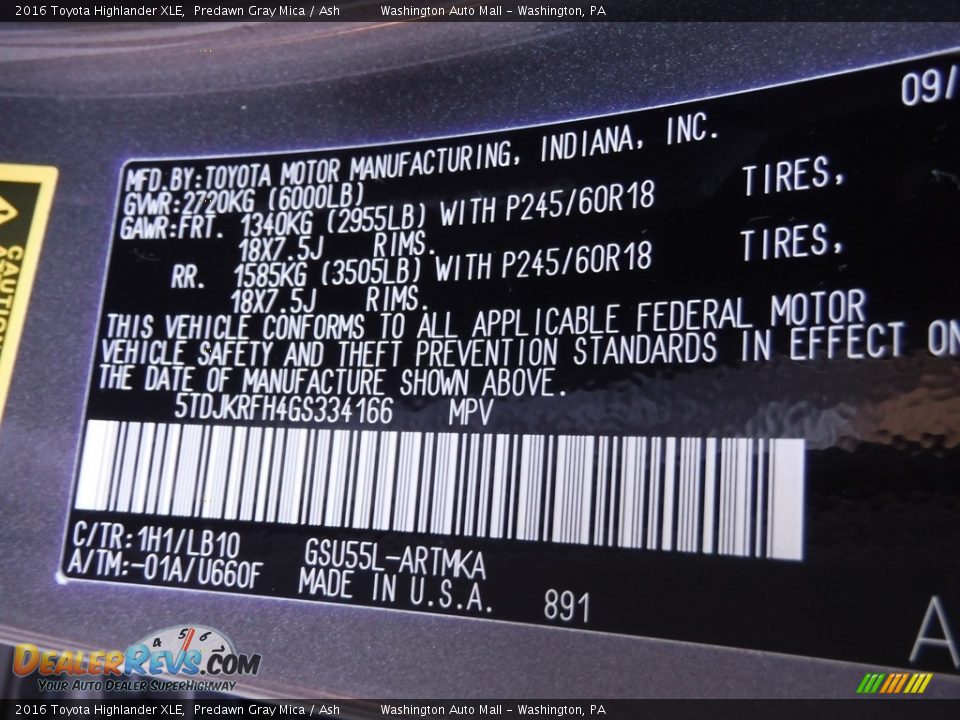 2016 Toyota Highlander XLE, Predawn Gray Mica / Ash Washington Auto Mall - Washington, PA
09/
MFD.BY:TOYOTA MOTOR MANUFACTURING, INDIANA, INC.
GVWR:2720KG (6000LB)
GAWR:FRT. 1340KG (2955LB) WITH P245/60R18 TIRES,
18X7.5J RIMS.
RR. 1585KG (3505LB) WITH P245/60R18 TIRES,
18X7.5J RIMS.
THIS VEHICLE CONFORMS TO ALL APPLICABLE FEDERAL MOTOR
VEHICLE SAFETY AND THEFT PREVENTION STANDARDS IN EFFECT ON
THE DATE OF MANUFACTURE SHOWN ABOVE.
5TDJKRFH4GS334166 MPV
C/TR:1H1/LB10 GSU55L-ARTMKA
A/TM:-01A/U660F MADE IN U.S.A. 891
A
CAUTION
4 5 6
DEALERREVS.COM
YOUR AUTO DEALER SUPERHIGHWAY
2016 Toyota Highlander XLE, Predawn Gray Mica / Ash Washington Auto Mall - Washington, PA